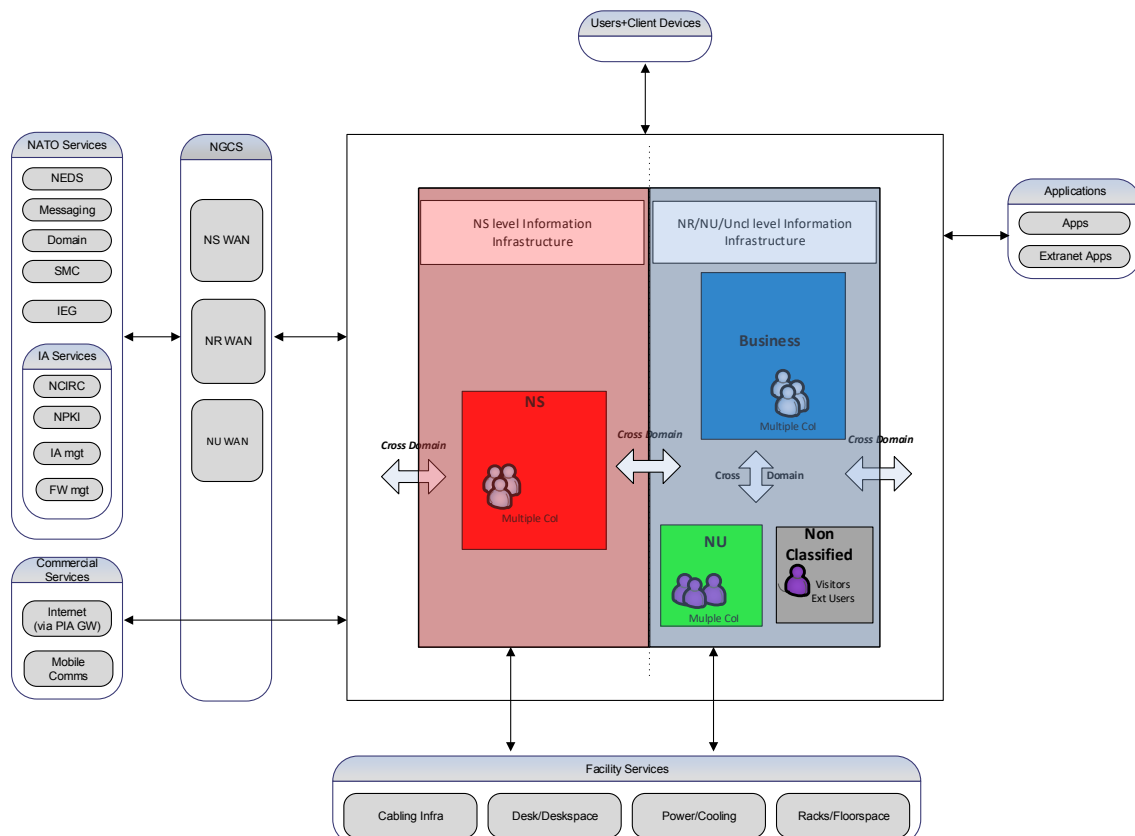 Users+Client Devices
NATO Services
NEDS
Messaging
Domain
SMC
IEG
IA Services
NCIRC
NPKI
IA mgt
FW mgt
Commercial
Services
Internet
(via PIA GW)
Mobile
Comms
NGCS
NS WAN
NR WAN
NU WAN
NS level Information
Infrastructure
NR/NU/Uncl level Information
Infrastructure
Business
Multiple CoI
NS
Multiple CoI
Cross Domain
Cross Domain
Cross Domain
Cross Domain
NU
Mulple CoI
Non
Classified
Visitors
Ext Users
Applications
Apps
Extranet Apps
Facility Services
Cabling Infra
Desk/Deskspace
Power/Cooling
Racks/Floorspace